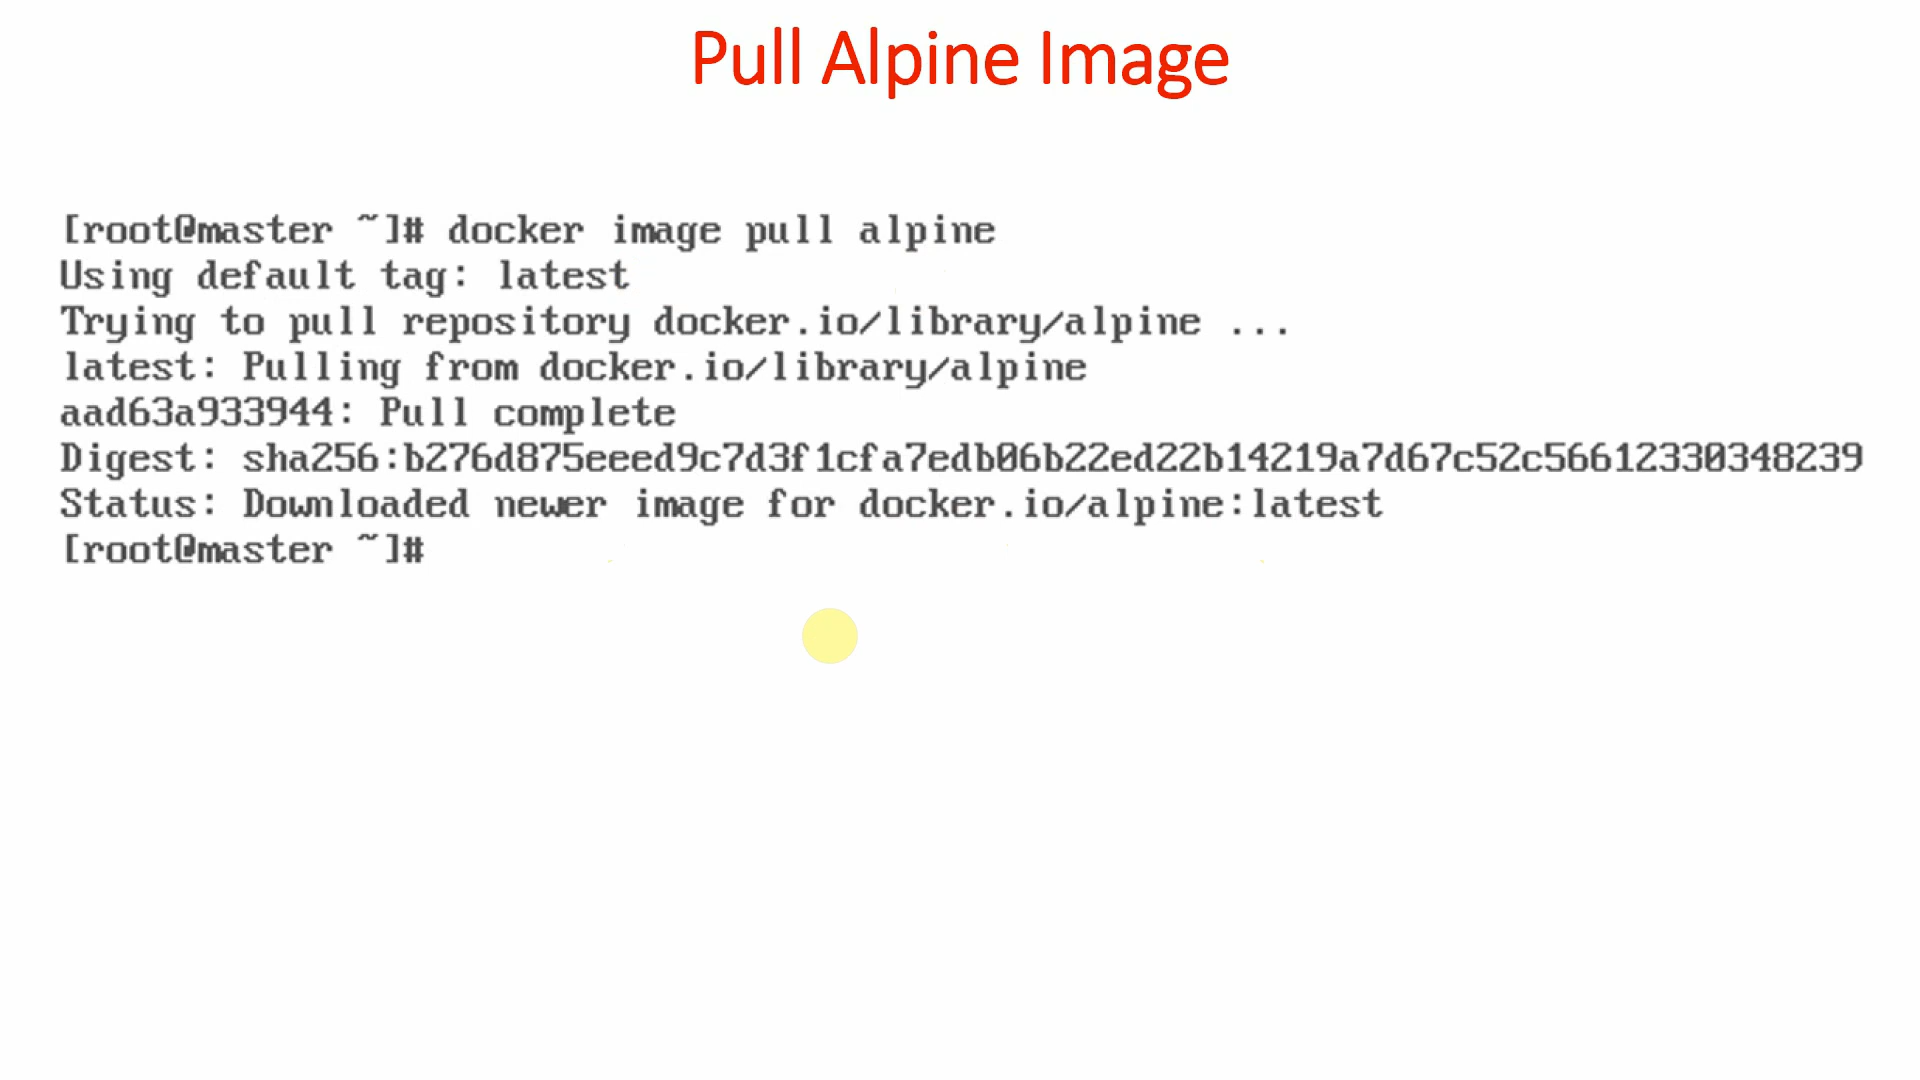 Pull Alpine Image
[root@master ~]# docker image pull alpine
Using default tag: latest
Trying to pull repository docker.io/library/alpine ...
latest: Pulling from docker.io/library/alpine
aad63a933944: Pull complete
Digest: sha256:b276d875eeed9c7d3f1cfa7edb06b22ed22b14219a7d67c52c56612330348239
Status: Downloaded newer image for docker.io/alpine:latest
[root@master ~]#